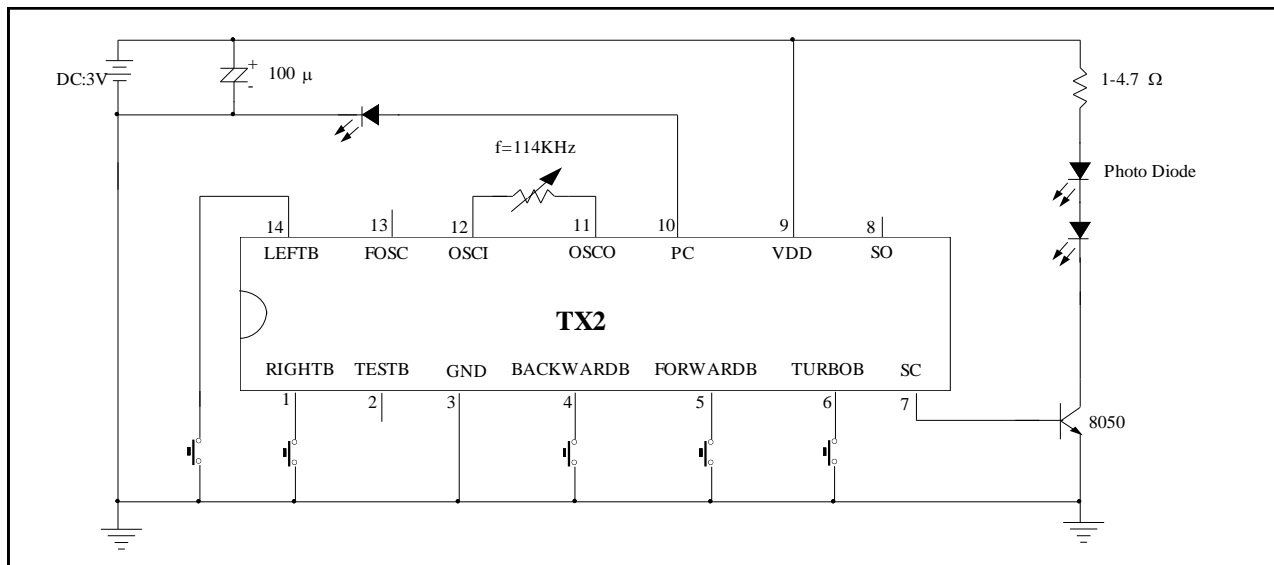 DC:3V
+
-
100 μ
1-4.7 Ω
f=114KHz
Photo Diode
14 13 12 11 10 9 8
LEFTB FOSC OSCI OSCO PC VDD SO
TX2
RIGHTB TESTB GND BACKWARDB FORWARDB TURBOB SC
1 2 3 4 5 6 7
8050